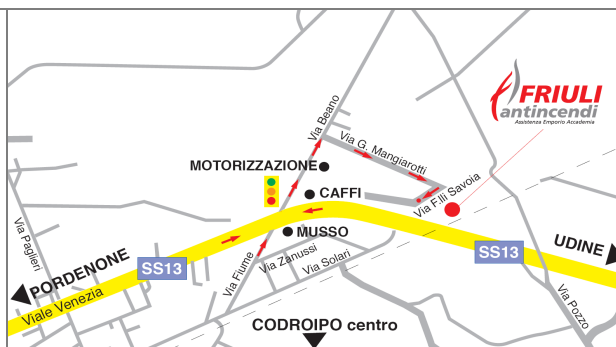 FRIULI
antincendi
Assistenza Emporio Accademia
Via Beano
Via G. Mangiarotti
MOTORIZZAZIONE
CAFFI
Via F.lli Savoia
MUSSO
Via Paglieri
PORDENONE
SS13
Viale Venezia
Via Fiume
Via Zanussi
Via Solari
SS13
UDINE
Via Pozzo
CODROIPO centro